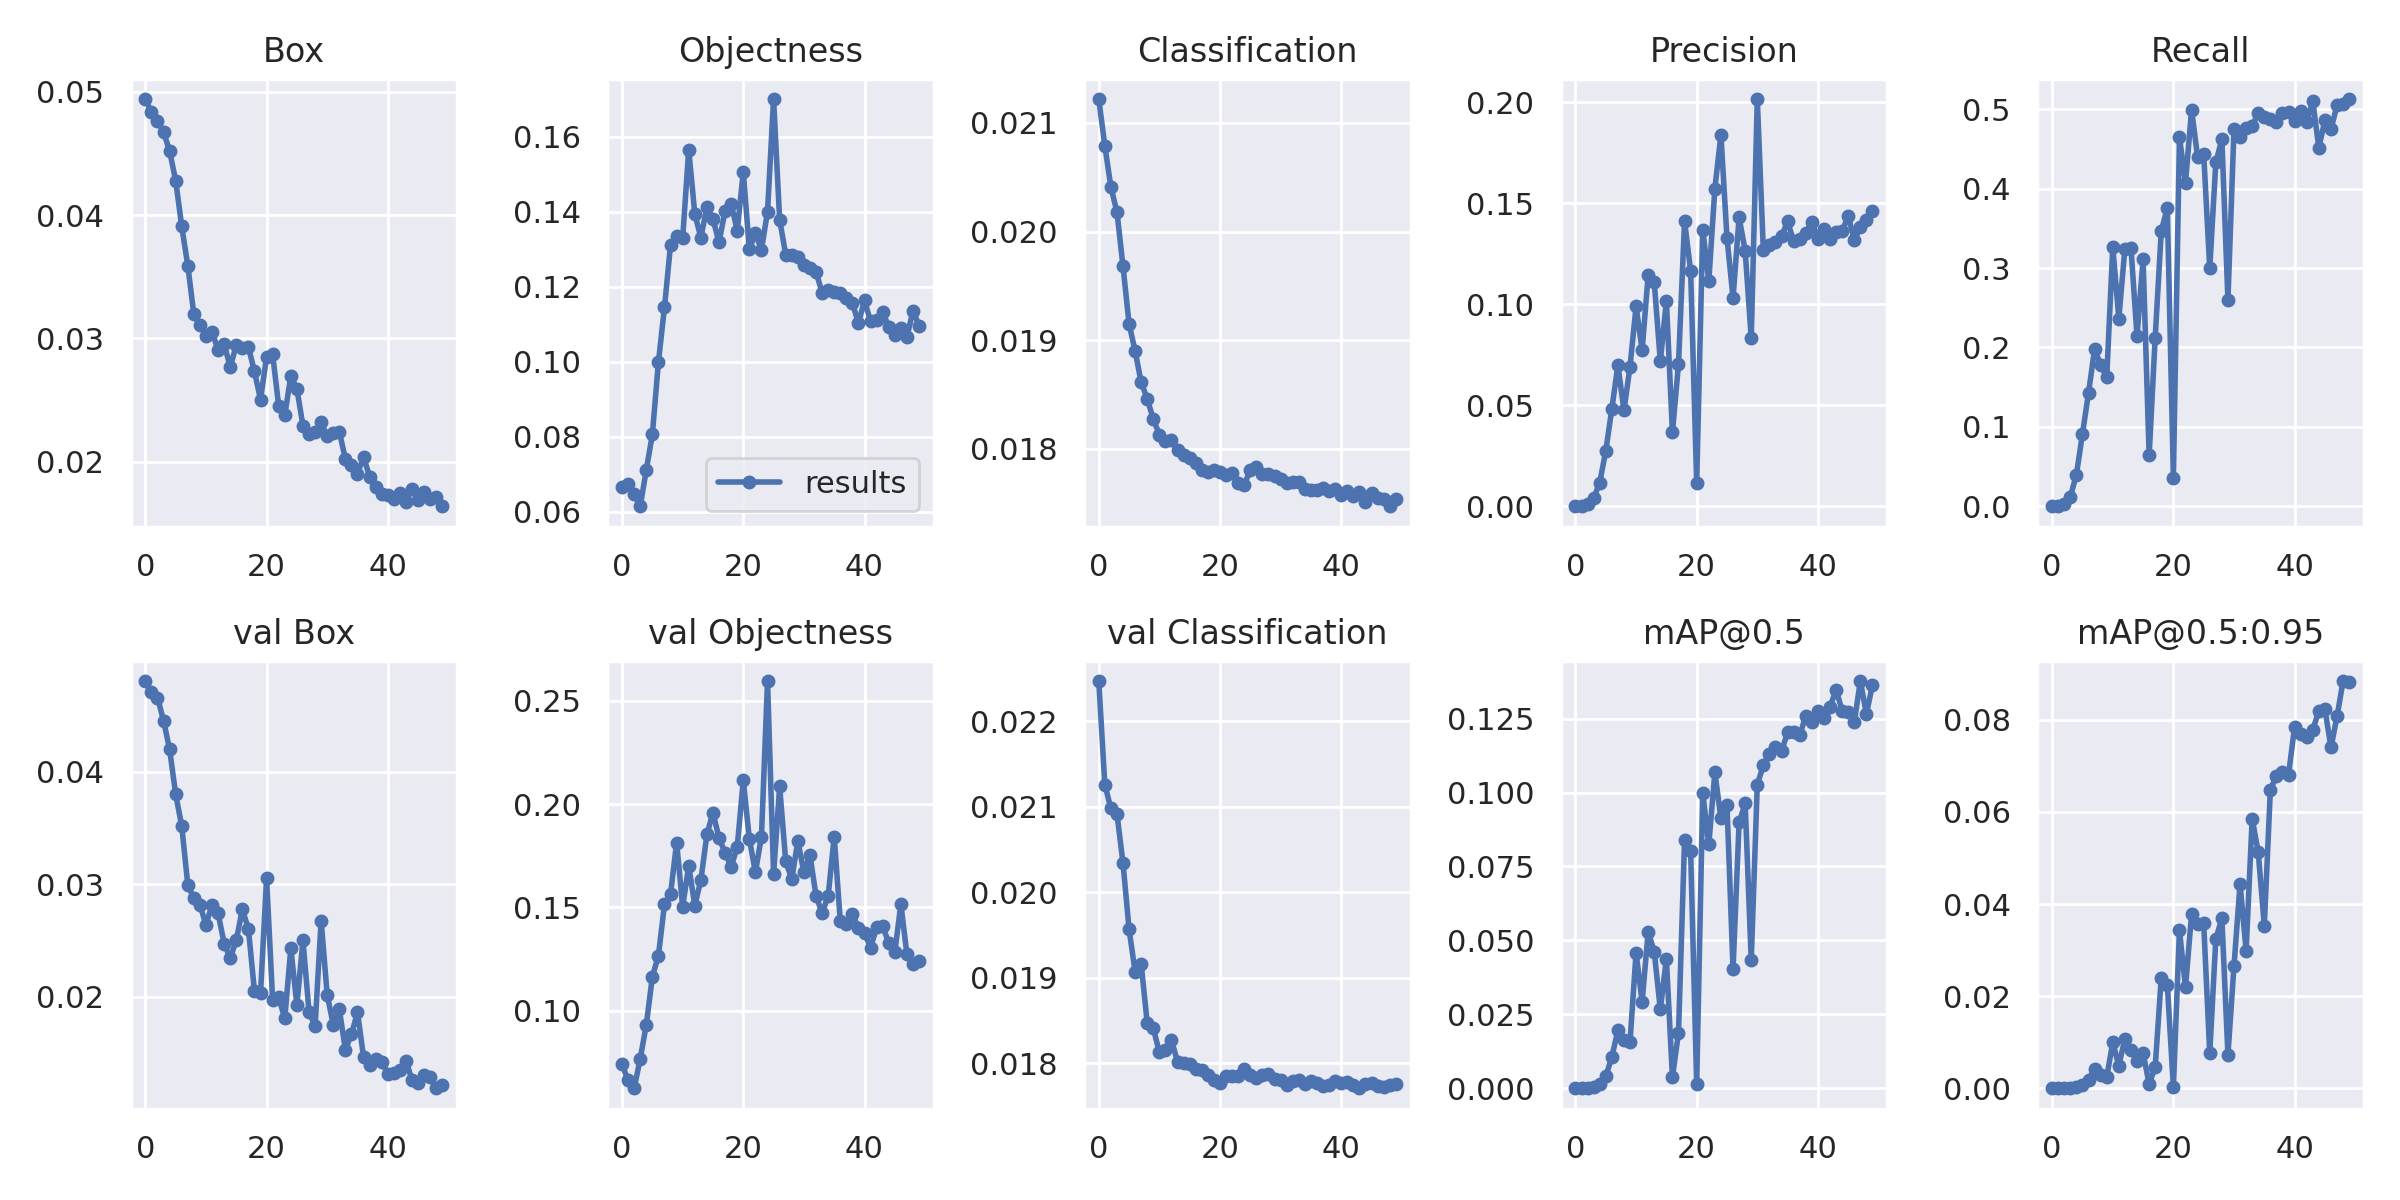 Box
Objectness
Classification
Precision
Recall
0.05
0.04
0.03
0.02
0 20 40
0.16
0.14
0.12
0.10
0.08
0.06
results
0 20 40
0.021
0.020
0.019
0.018
0 20 40
0.20
0.15
0.10
0.05
0.00
0 20 40
0.5
0.4
0.3
0.2
0.1
0.0
0 20 40
val Box
val Objectness
val Classification
mAP@0.5
mAP@0.5:0.95
0.04
0.03
0.02
0 20 40
0.25
0.20
0.15
0.10
0 20 40
0.022
0.021
0.020
0.019
0.018
0 20 40
0.125
0.100
0.075
0.050
0.025
0.000
0 20 40
0.08
0.06
0.04
0.02
0.00
0 20 40